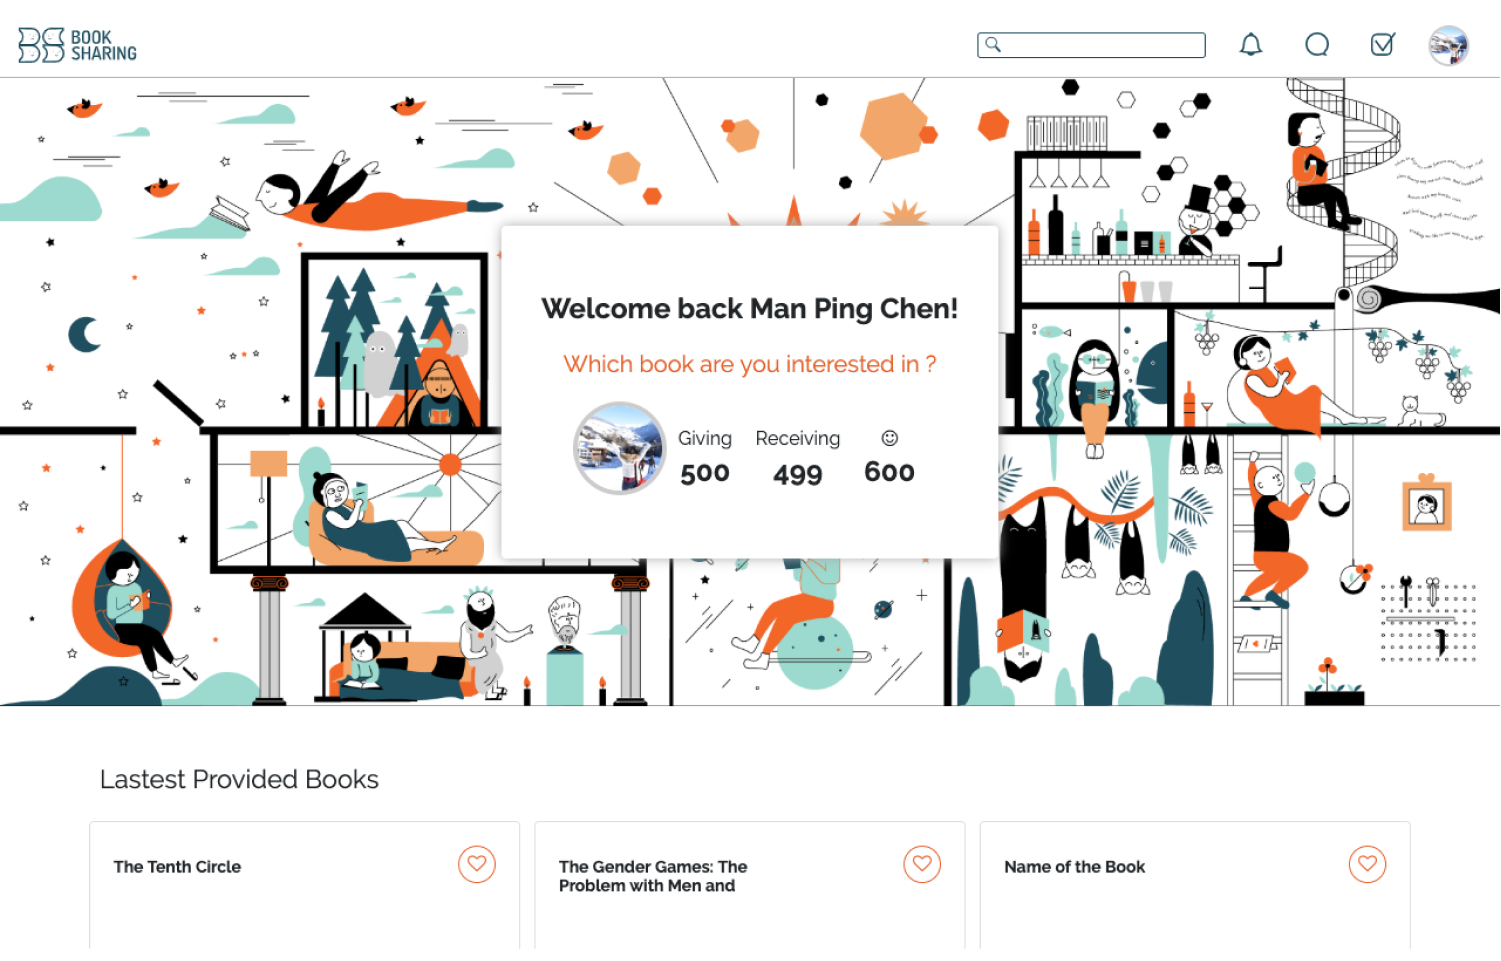 BOOK
SHARING
Welcome back Man Ping Chen!
Which book are you interested in ?
Giving
Receiving
500
499
600
Lastest Provided Books
The Tenth Circle
The Gender Games: The
Problem with Men and
Name of the Book